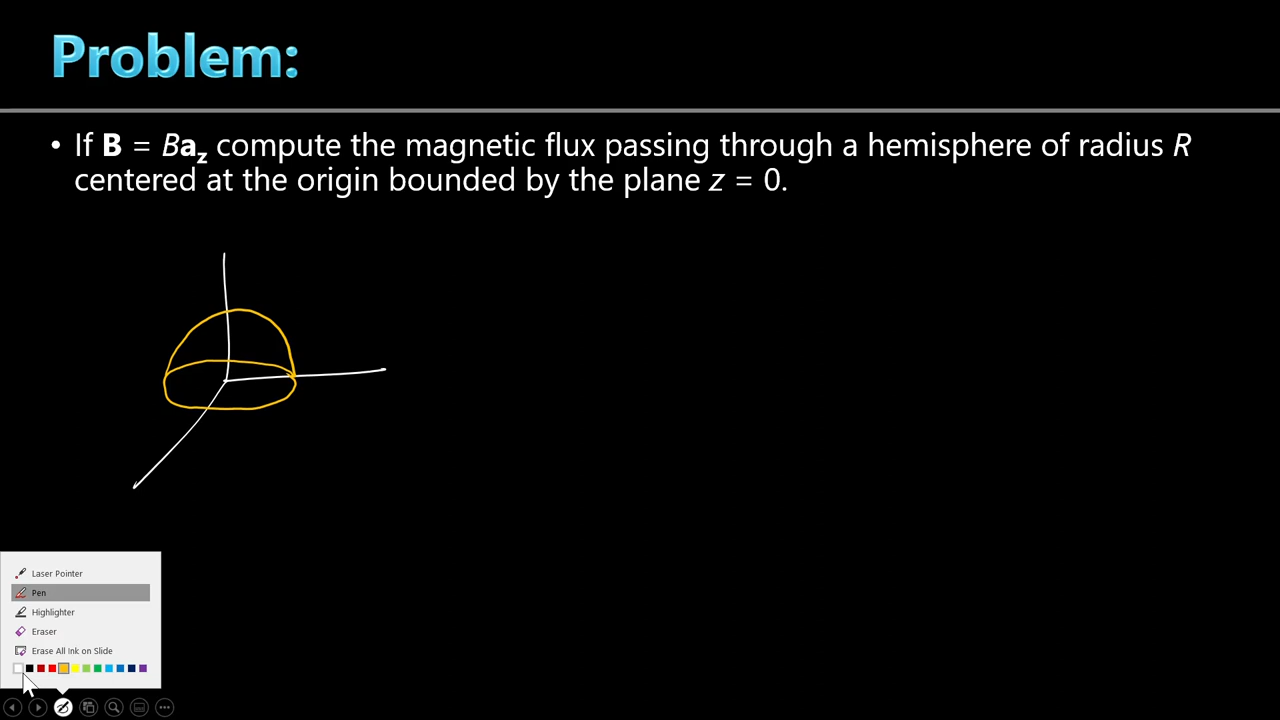 Problem:
• If B = Ba_z compute the magnetic flux passing through a hemisphere of radius R
centered at the origin bounded by the plane z = 0.
Laser Pointer
Pen
Highlighter
Eraser
Erase All Ink on Slide